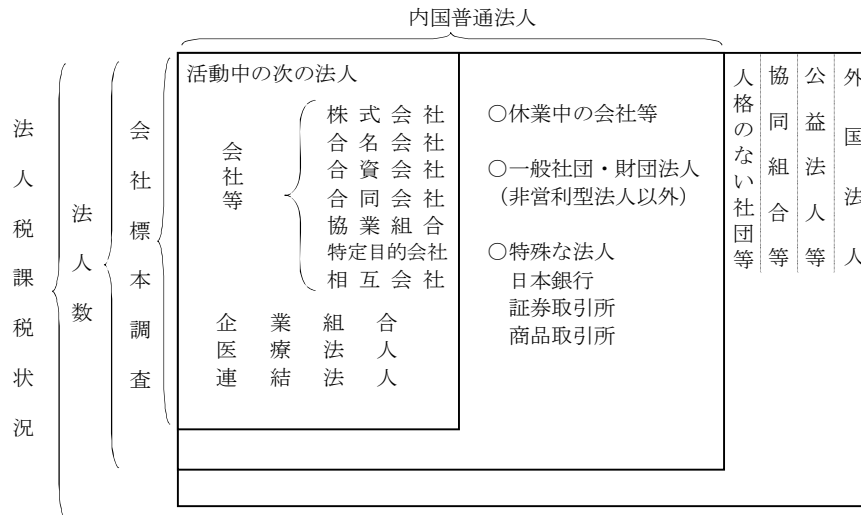 内国普通法人
法人税課税状況
法人数
会社標本調査
活動中の次の法人
会社等
株式会社
合名会社
合資会社
合同会社
協業組合
特定目的会社
相互会社
企業組合
医療法人
連結法人
○休業中の会社等
○一般社団・財団法人
（非営利型法人以外）
○特殊な法人
日本銀行
証券取引所
商品取引所
人格のない社団等
協同組合等
公益法人等
外国法人